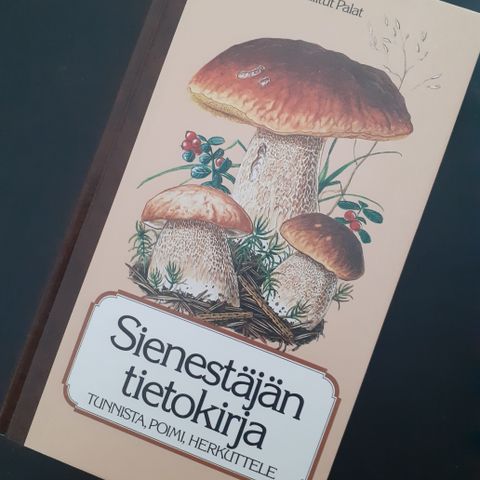 Palat
Sienestäjän
tietokirja
TUNNISTA, POIMI, HERKUTTELE